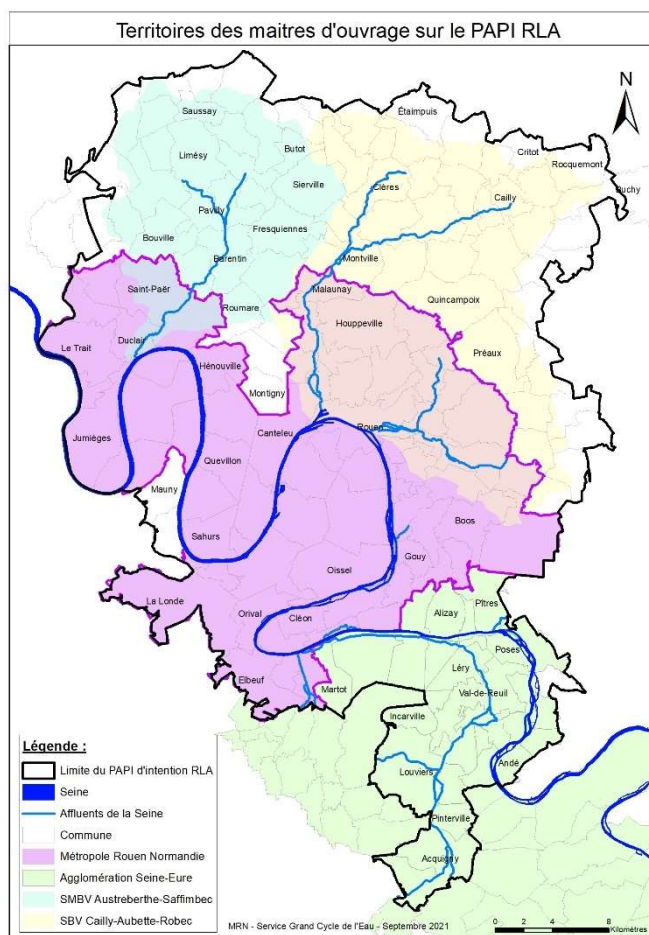 Territoires des maitres d'ouvrage sur le PAPI RLA
N
Étaimpuis
Saussay
Critot
Butot
Rocquemont
Limésy
Buchy
Sierville
Clères
Cailly
Pavilly
Fresquiennes
Bouville
Barentin
Montville
Saint-Paër
Malaunay
Quincampoix
Roumare
Houppeville
Duclair
Le Trait
Préaux
Hénouville
Montigny
Rouen
Canteleu
Jumièges
Quevillon
Mauny
Boos
Sahurs
Gouy
Oissel
La Londe
Pîtres
Orival
Alizay
Cléon
Poses
Léry
Elbeuf
Martot
Val-de-Reuil
Incarville
Andé
Louviers
Pinterville
Acquigny
Légende :
Limite du PAPI d'intention RLA
Seine
Affluents de la Seine
Commune
Métropole Rouen Normandie
Agglomération Seine-Eure
SMBV Austreberthe-Saffimbec
SBV Cailly-Aubette-Robec
MRN - Service Grand Cycle de l'Eau - Septembre 2021
0 2 4 8
Kilomètres